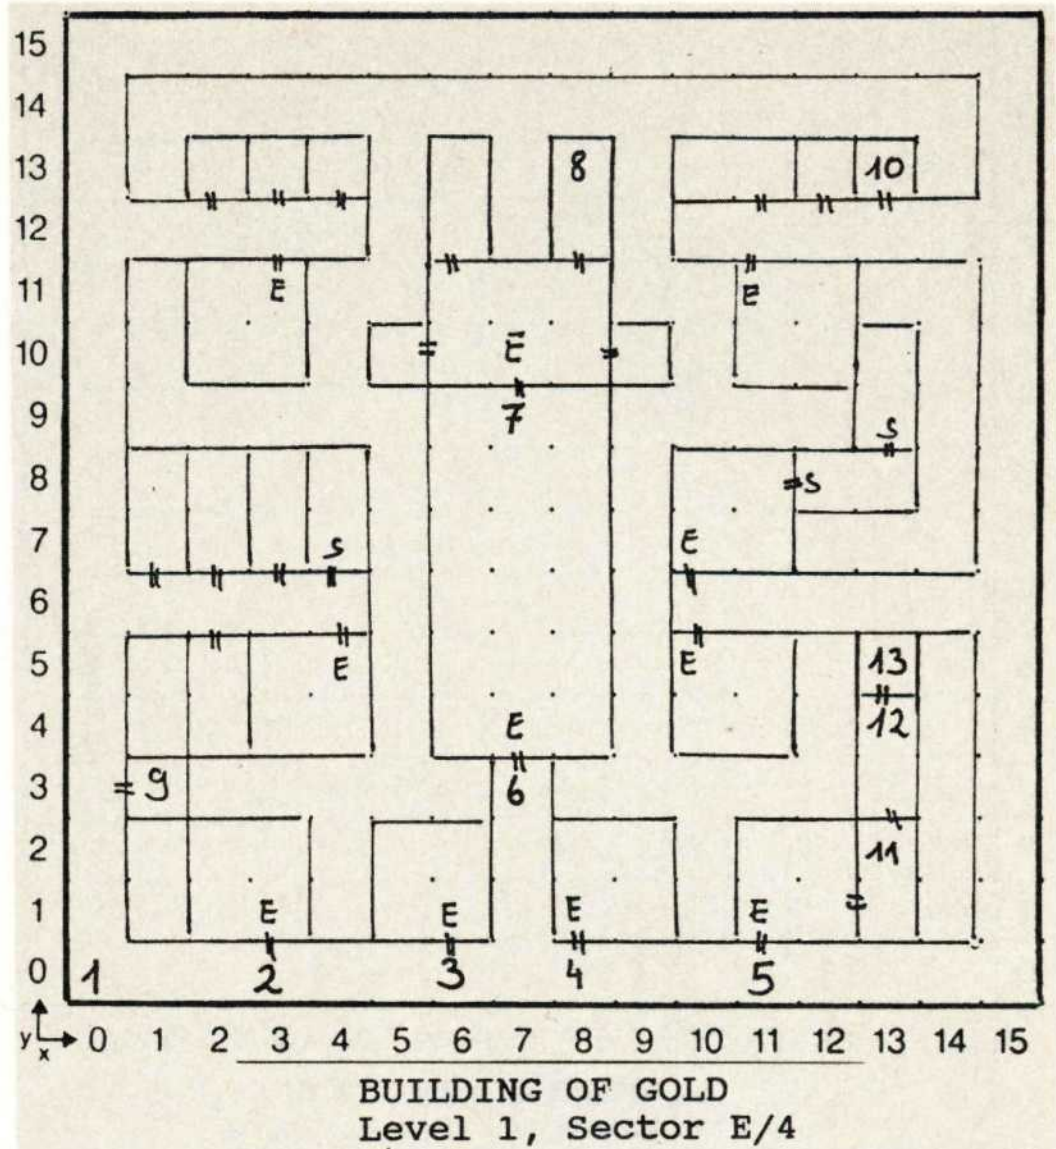 15
14
13 8 10
12
11 E E
10 E
9 7 S
8 S
7 S E
6
5 E E 13
4 E 12
3 9 6
2 11
1 E E E E
0 1 2 3 4 5
y x 0 1 2 3 4 5 6 7 8 9 10 11 12 13 14 15
BUILDING OF GOLD
Level 1, Sector E/4